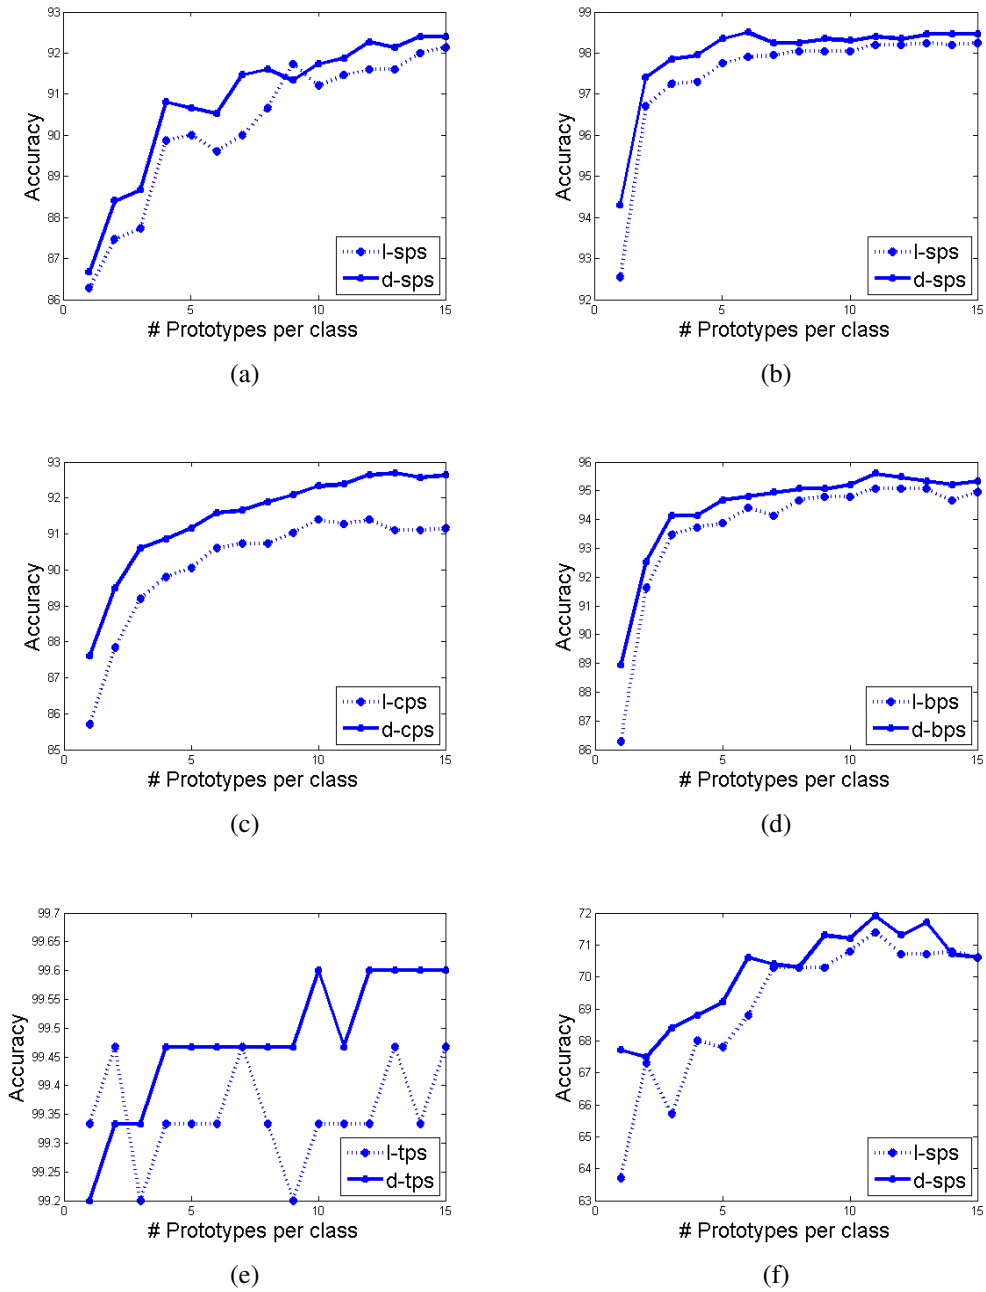 93
92
91
90
89
88
87
86
0
5
10
15
Accuracy
# Prototypes per class
l-sps
d-sps
(a)
99
98
97
96
95
94
93
92
0
5
10
15
Accuracy
# Prototypes per class
l-sps
d-sps
(b)
93
92
91
90
89
88
87
86
85
0
5
10
15
Accuracy
# Prototypes per class
l-cps
d-cps
(c)
96
95
94
93
92
91
90
89
88
87
86
0
5
10
15
Accuracy
# Prototypes per class
l-bps
d-bps
(d)
99.7
99.65
99.6
99.55
99.5
99.45
99.4
99.35
99.3
99.25
99.2
0
5
10
15
Accuracy
# Prototypes per class
l-tps
d-tps
(e)
72
71
70
69
68
67
66
65
64
63
0
5
10
15
Accuracy
# Prototypes per class
l-sps
d-sps
(f)